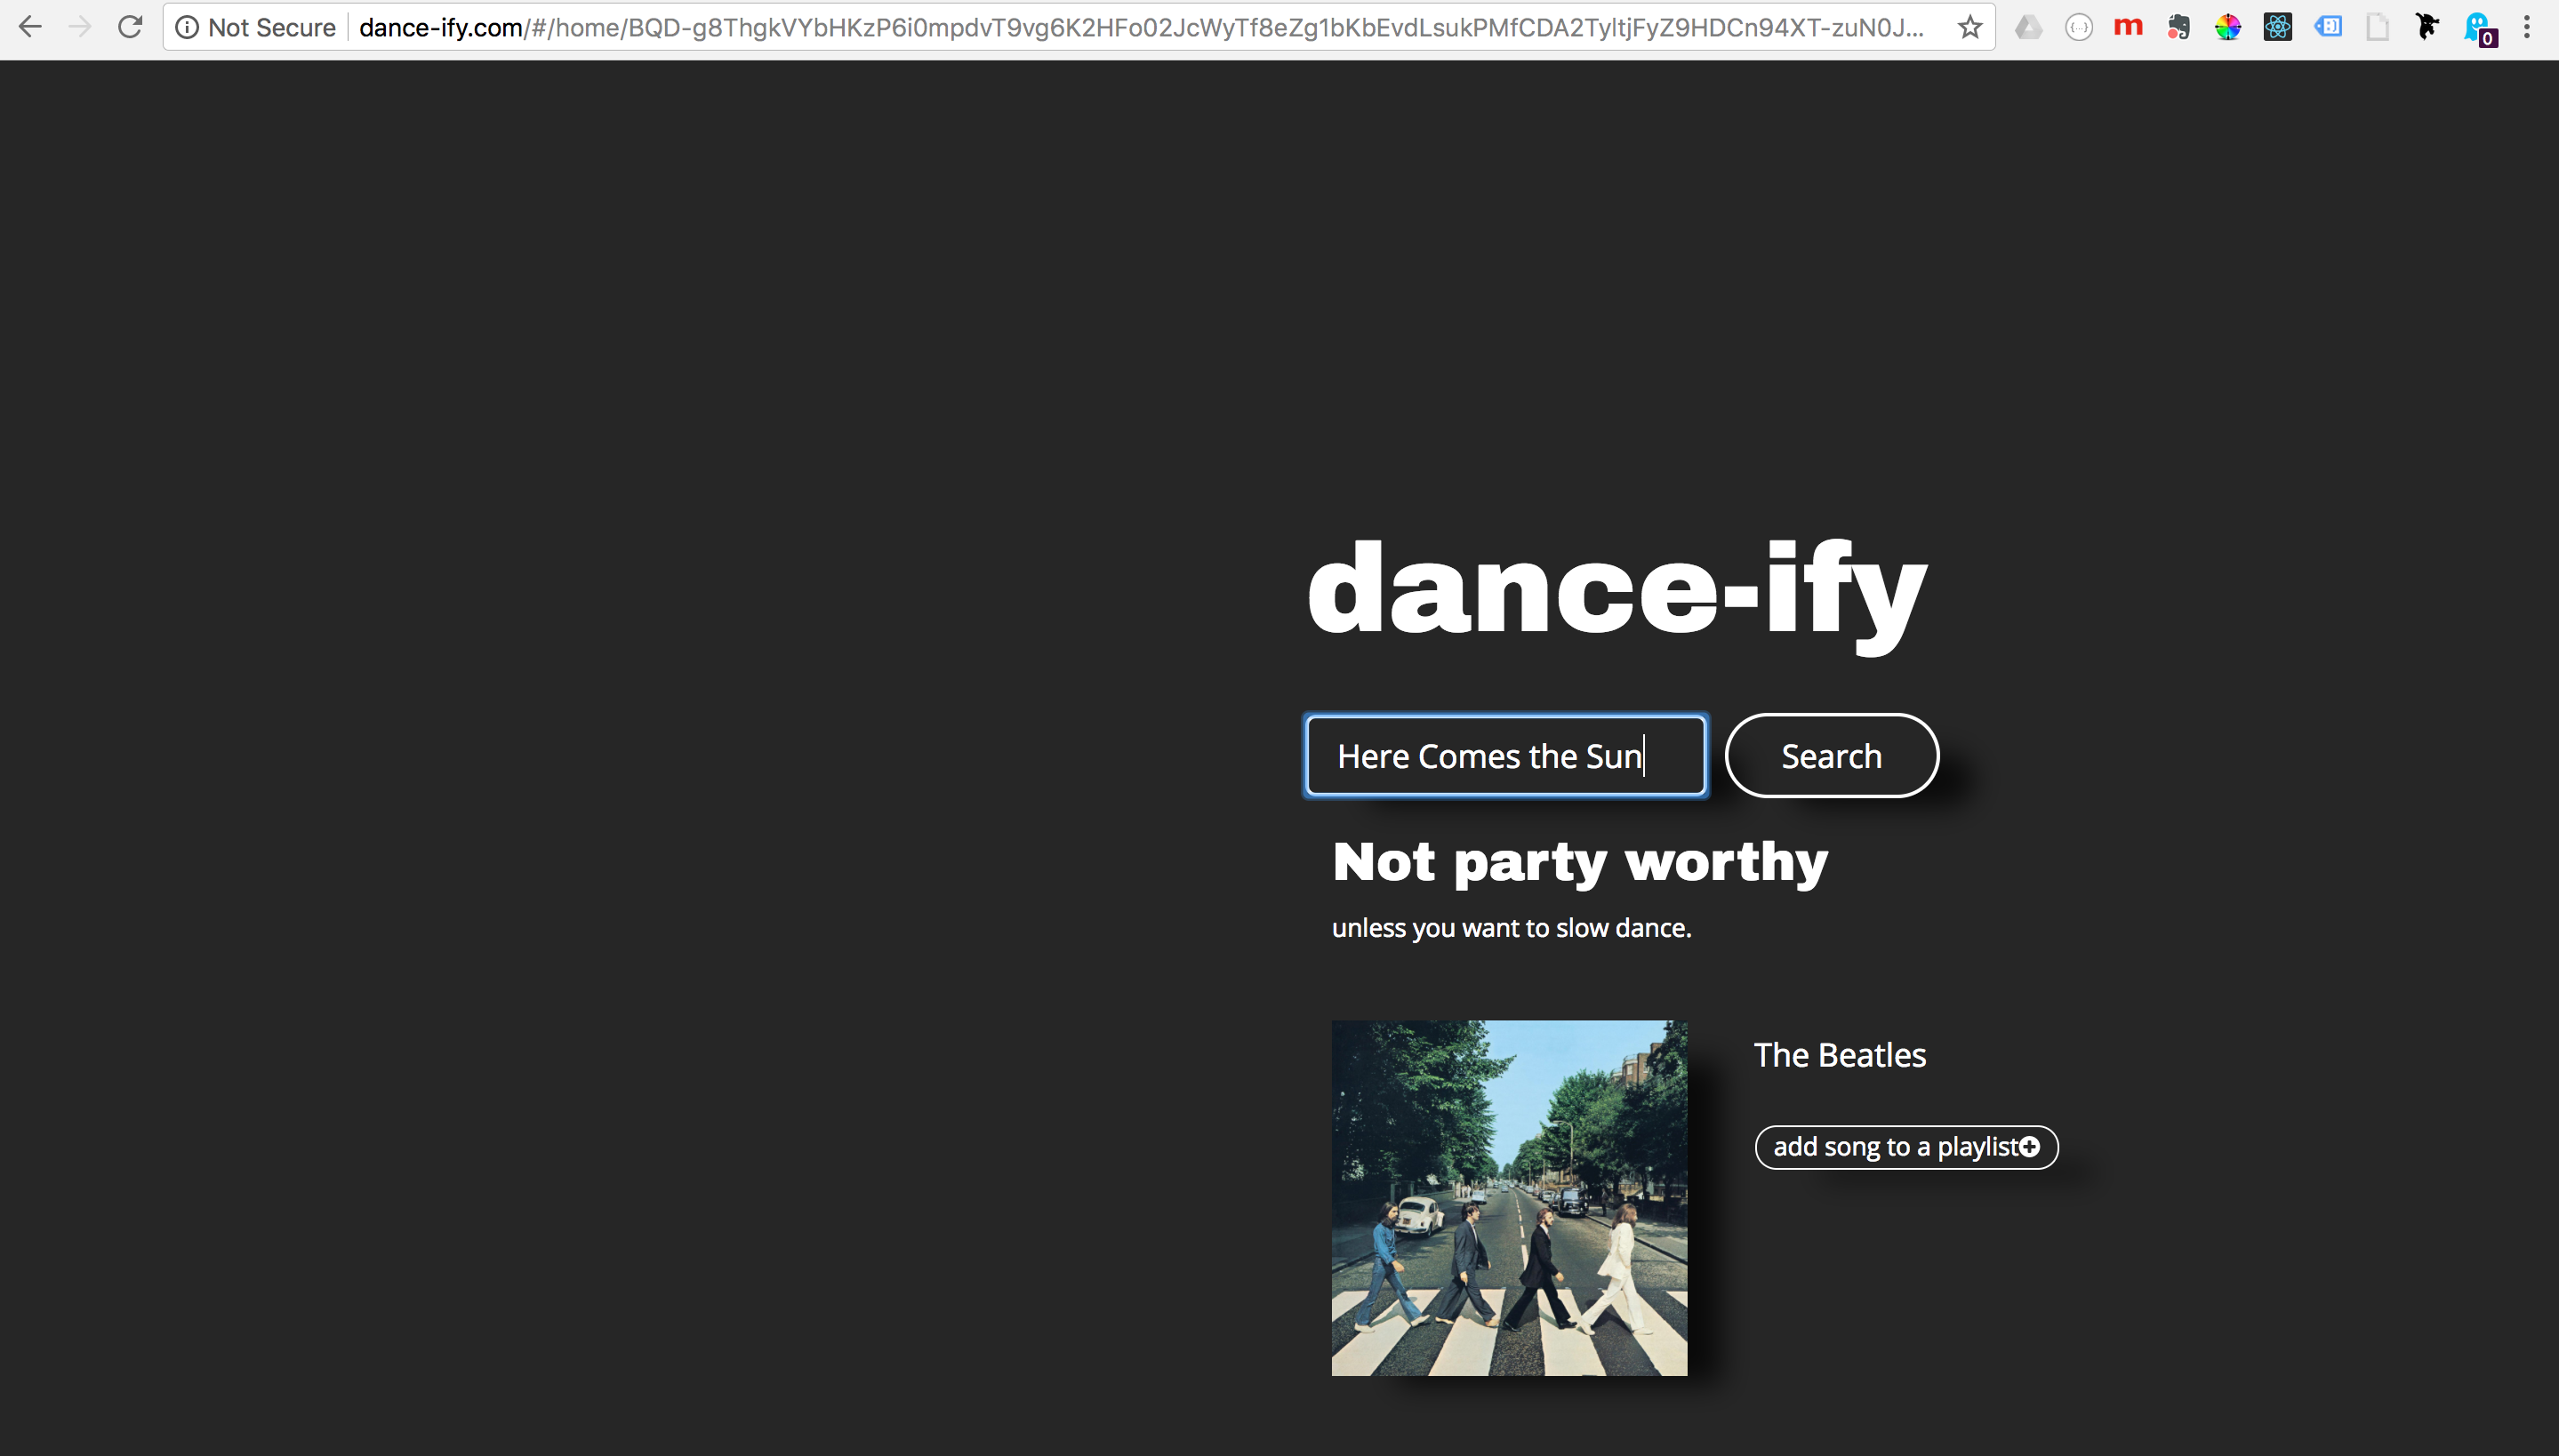 Not Secure dance-ify.com/#/home/BQD-g8ThgkVYbHKzP6i0mpdvT9vg6K2HFo02JcWyTf8eZg1bKbEvdLsukPMfCDA2TyltjFyZ9HDCn94XT-zuN0J...
m
0
dance-ify
Here Comes the Sun Search
Not party worthy
unless you want to slow dance.
The Beatles
add song to a playlist